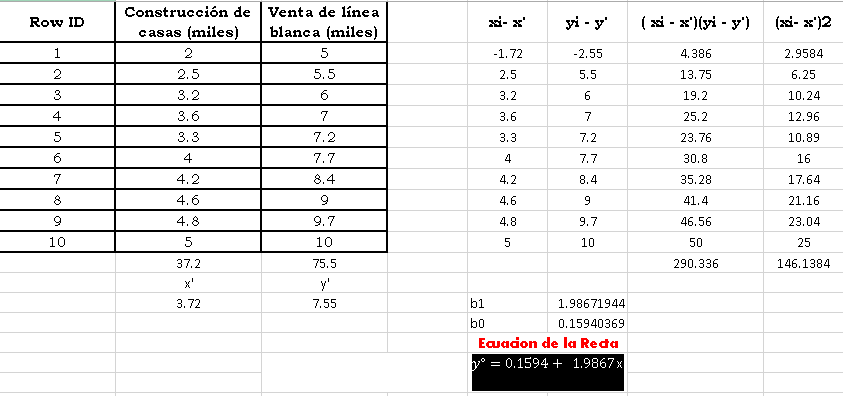 Row ID Construcción de casas (miles) Venta de línea blanca (miles) xi- x' yi - y' ( xi - x')(yi - y') (xi- x')2
1 2 5 -1.72 -2.55 4.386 2.9584
2 2.5 5.5 2.5 5.5 13.75 6.25
3 3.2 6 3.2 6 19.2 10.24
4 3.6 7 3.6 7 25.2 12.96
5 3.3 7.2 3.3 7.2 23.76 10.89
6 4 7.7 4 7.7 30.8 16
7 4.2 8.4 4.2 8.4 35.28 17.64
8 4.6 9 4.6 9 41.4 21.16
9 4.8 9.7 4.8 9.7 46.56 23.04
10 5 10 5 10 50 25
37.2 75.5 290.336 146.1384
x' y'
3.72 7.55 b1 1.98671944
b0 0.15940369
Ecuacion de la Recta
y° = 0.1594 + 1.9867x